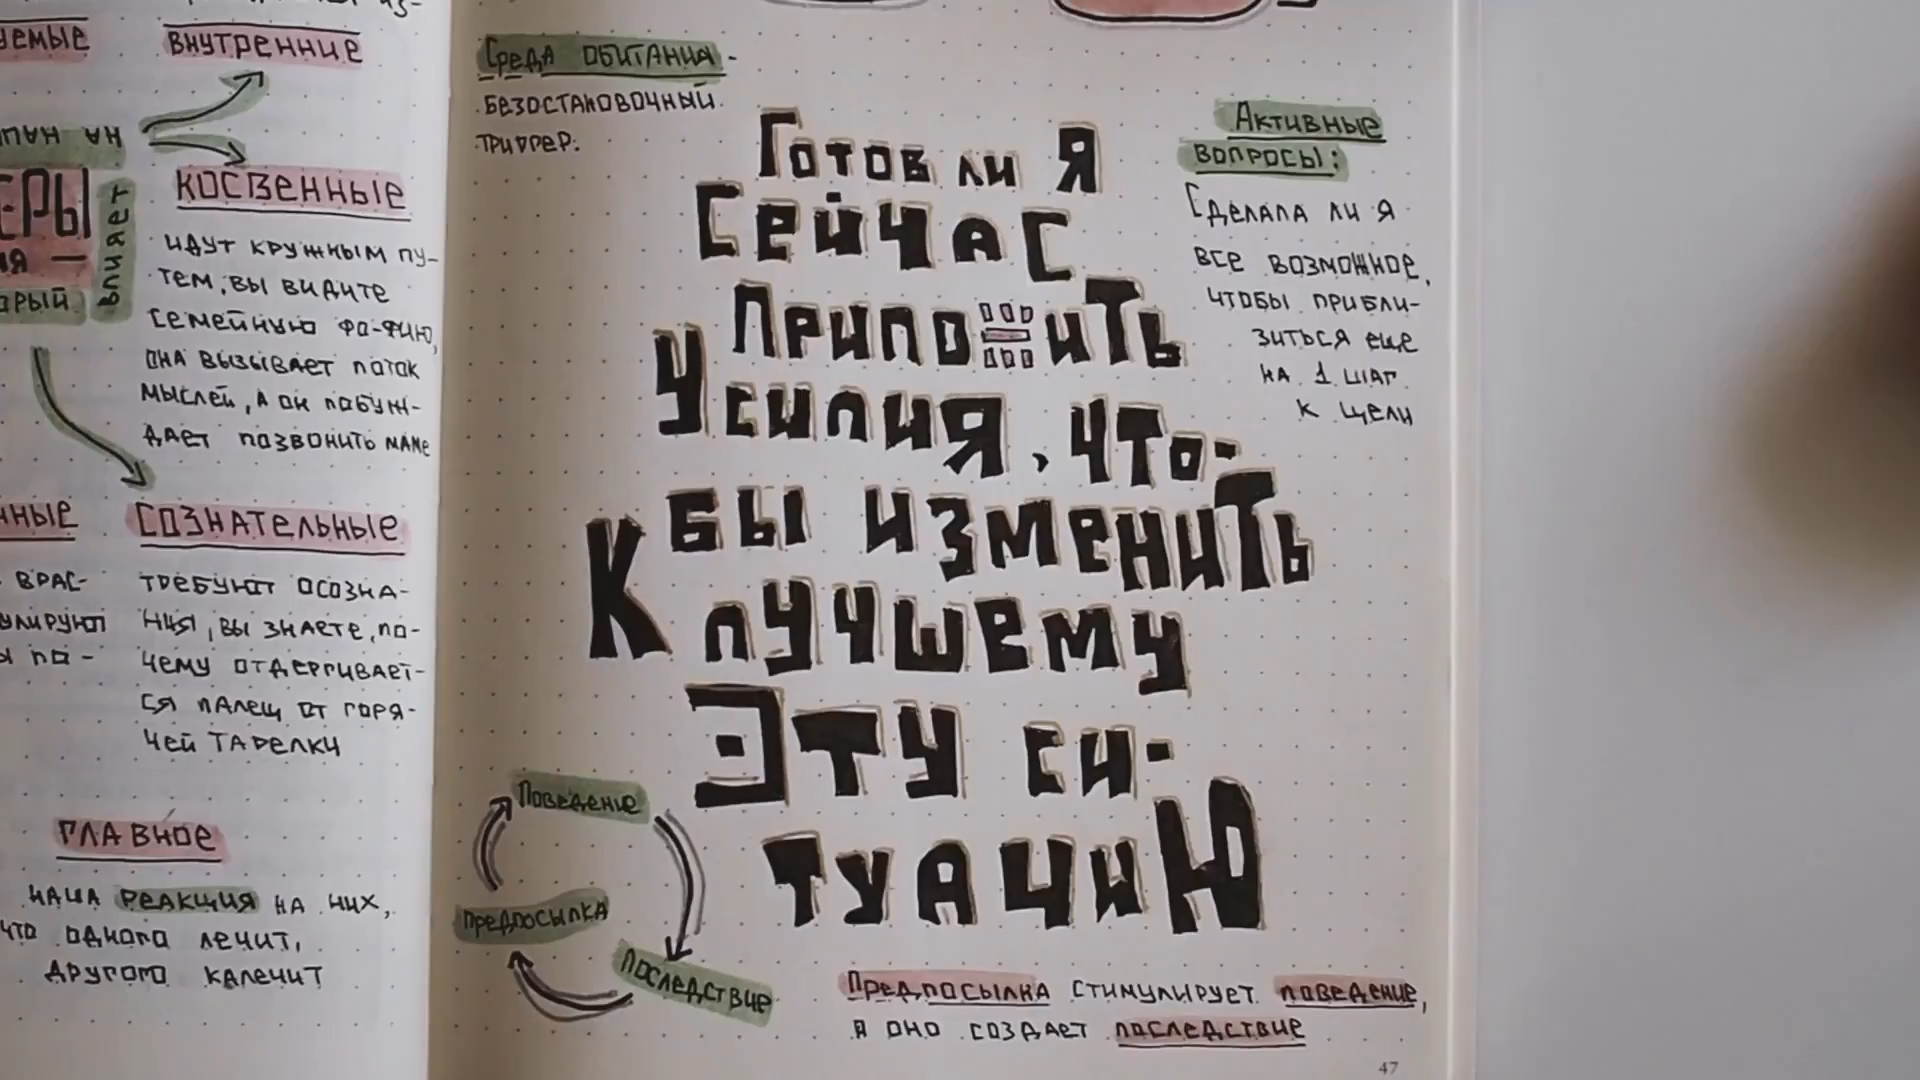 внутренние
косвенные
идут кружным пу-
тем, вы видите
семейную фо-фию,
она вызывает поток
мыслей, а он побуж-
дает позвонить маме
влияет
сознательные
требуют осозна-
ния, вы знаете, по-
чему отдергивает-
ся палец от горя-
чей тарелки
главное
наша реакция на них,
что одного лечит,
другого калечит
Среда обитания -
безостановочный
триггер.
Готов ли я
сейчас
приложить
усилия, что-
бы изменить
к лучшему
эту си-
туацию
Активные
вопросы:
Сделала ли я
все возможное,
чтобы прибли-
зиться еще
на 1 шаг
к цели
Поведение
Предпосылка
Последствие
Предпосылка стимулирует поведение,
а оно создает последствие
47